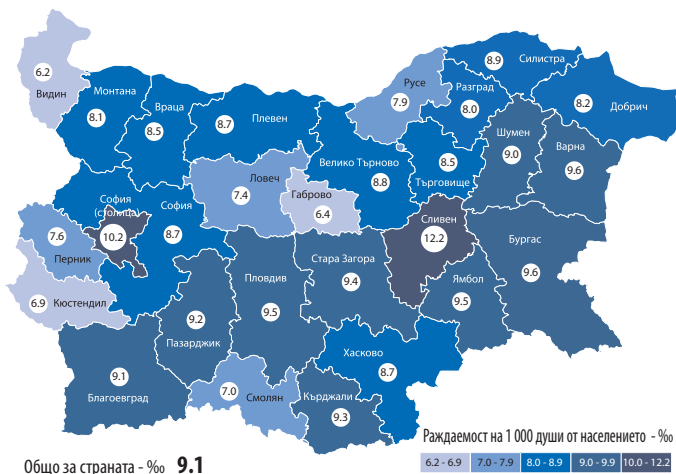 6.2
Видин
Монтана
8.1
Враца
8.5
8.7
Плевен
Русе
7.9
8.9
Силистра
Разград
8.0
8.2
Добрич
Шумен
9.0
Варна
9.6
Велико Търново
8.8
8.5
Търговище
Ловеч
7.4
Габрово
6.4
София
(столица)
10.2
София
8.7
7.6
Перник
6.9
Кюстендил
Сливен
12.2
Бургас
9.6
Стара Загора
9.4
Ямбол
9.5
Пловдив
9.5
9.2
Пазарджик
9.1
Благоевград
7.0
Смолян
Хасково
8.7
Кърджали
9.3
Раждаемост на 1 000 души от населението - ‰
6.2 - 6.9 7.0 - 7.9 8.0 - 8.9 9.0 - 9.9 10.0 - 12.2
Общо за страната - ‰ 9.1